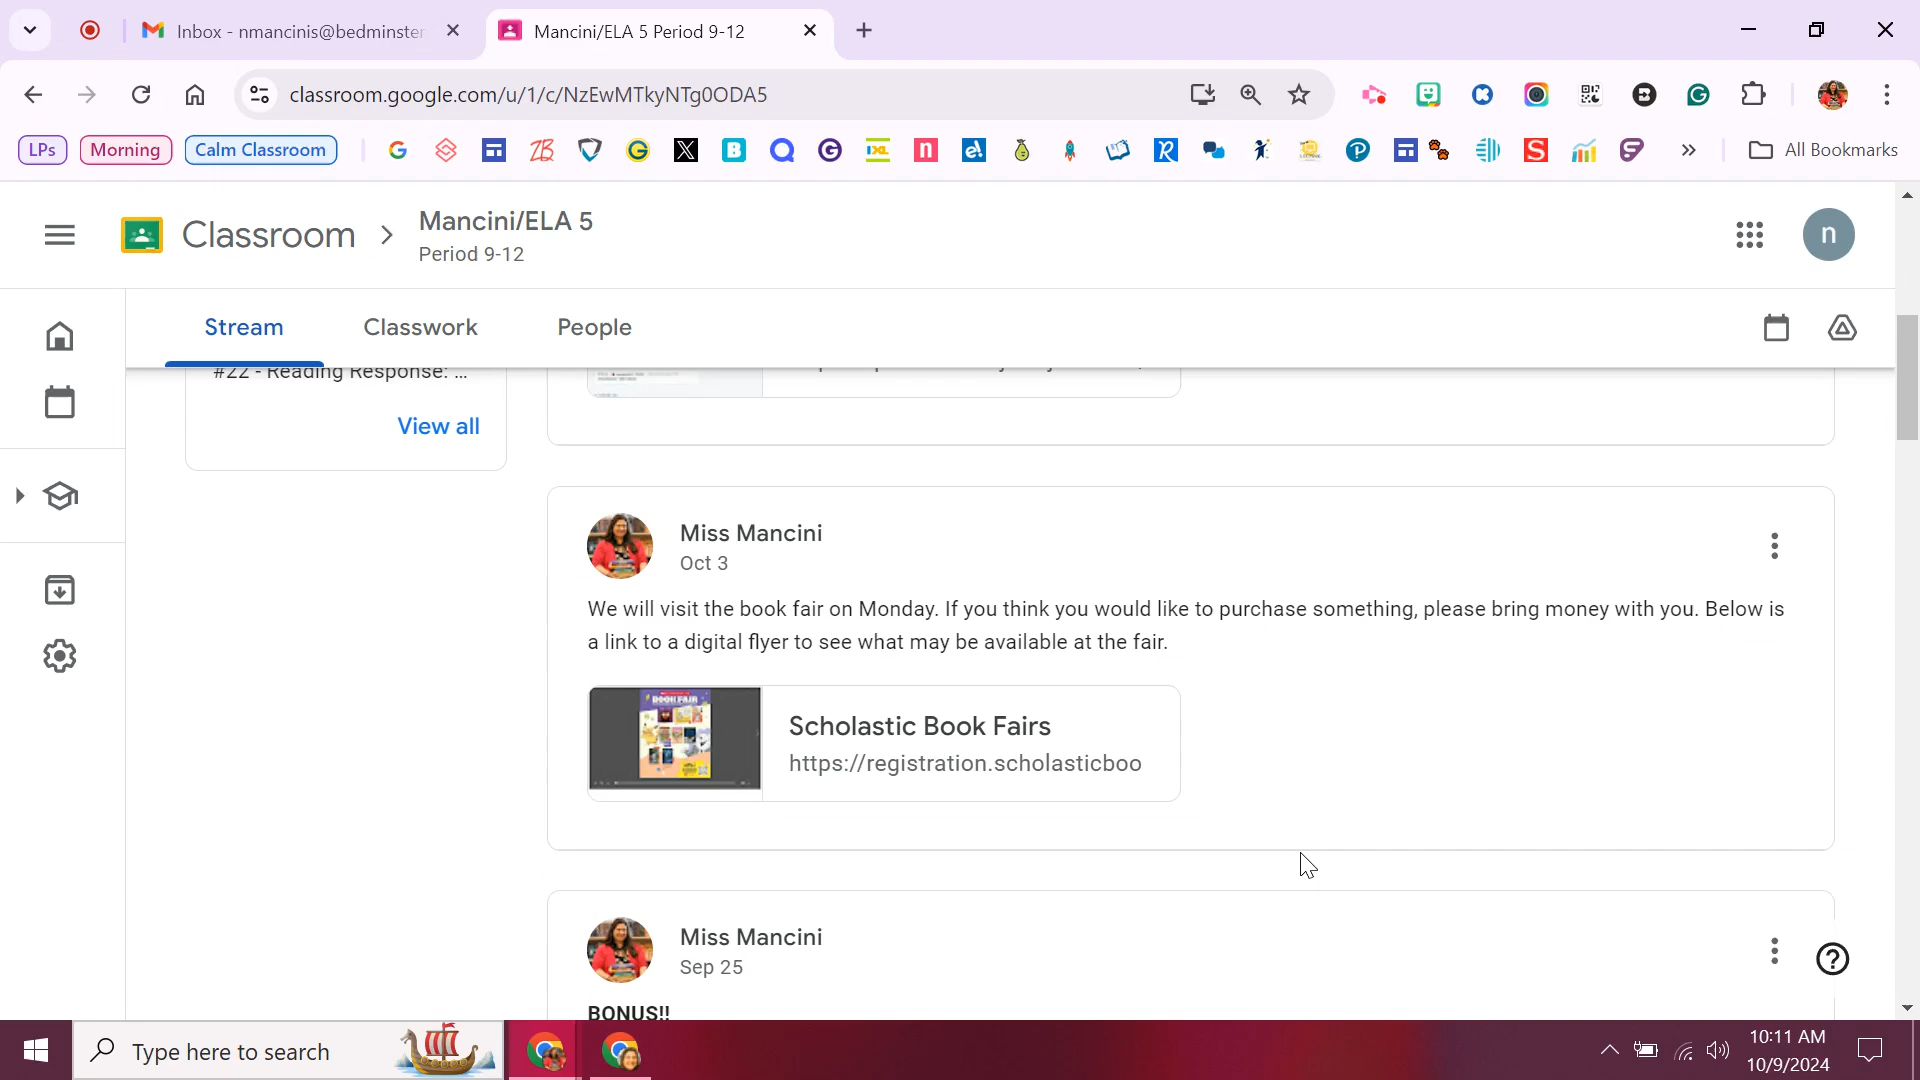 Inbox - nmancinis@bedminster
Mancini/ELA 5 Period 9-12
classroom.google.com/u/1/c/NzEwMTkyNTg0ODA5
LPs
Morning
Calm Classroom
All Bookmarks
Classroom
Mancini/ELA 5
Period 9-12
n
Stream
Classwork
People
#22 - Reading Response: ...
View all
Miss Mancini
Oct 3
We will visit the book fair on Monday. If you think you would like to purchase something, please bring money with you. Below is
a link to a digital flyer to see what may be available at the fair.
BOOK FAIR
Scholastic Book Fairs
https://registration.scholasticboo
Miss Mancini
Sep 25
BONUS!!
Type here to search
10:11 AM
10/9/2024